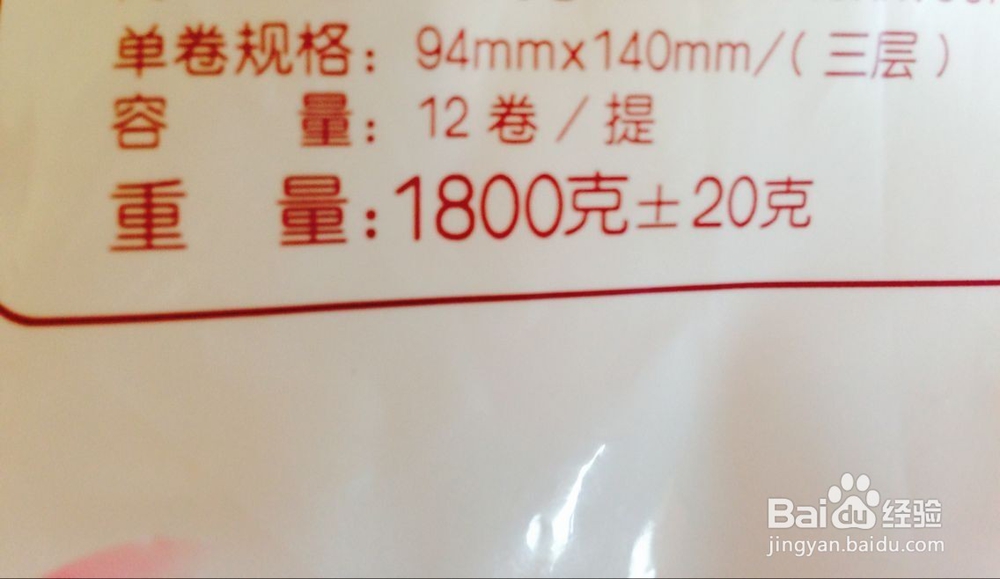 单卷规格：94mmx140mm/（三层）
容量：12卷/提
重量：1800克±20克
Baidu经验
jingyan.baidu.com